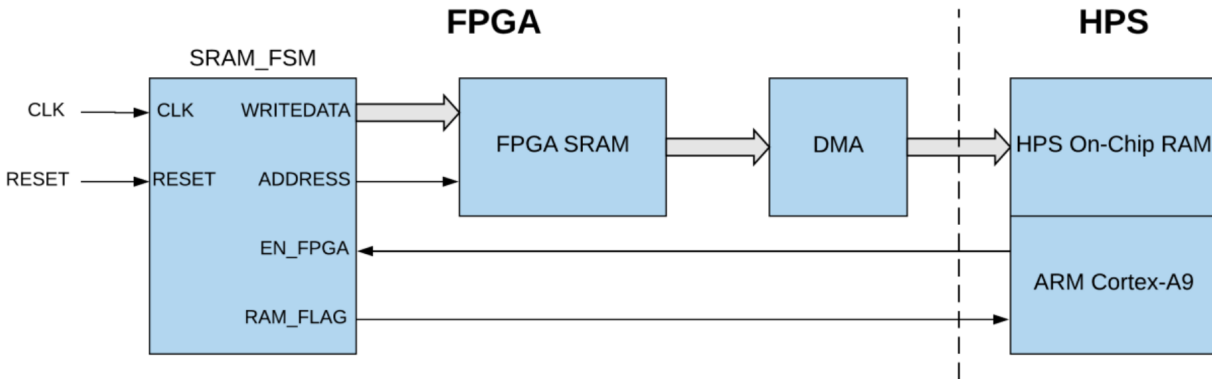 FPGA
HPS
SRAM_FSM
CLK
CLK
WRITEDATA
FPGA SRAM
DMA
HPS On-Chip RAM
RESET
RESET
ADDRESS
EN_FPGA
ARM Cortex-A9
RAM_FLAG